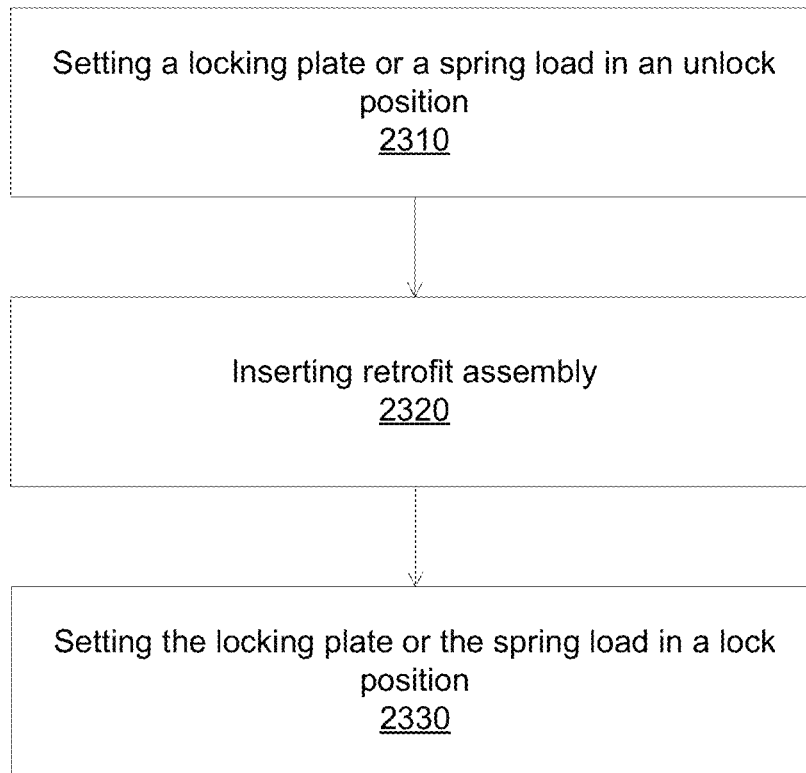 Setting a locking plate or a spring load in an unlock
position
2310
Inserting retrofit assembly
2320
Setting the locking plate or the spring load in a lock
position
2330